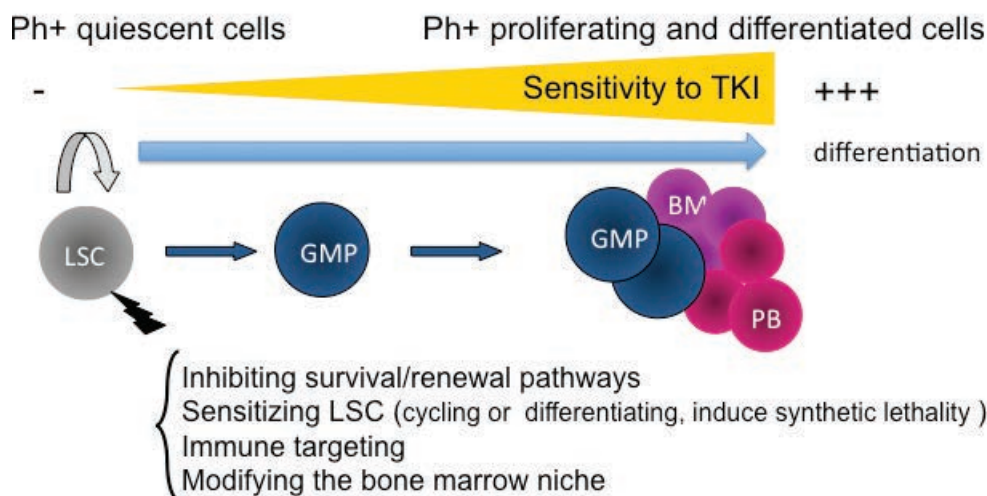 Ph+ quiescent cells
Ph+ proliferating and differentiated cells
-
Sensitivity to TKI
+++
differentiation
LSC
GMP
GMP
BM
PB
Inhibiting survival/renewal pathways
Sensitizing LSC (cycling or differentiating, induce synthetic lethality )
Immune targeting
Modifying the bone marrow niche